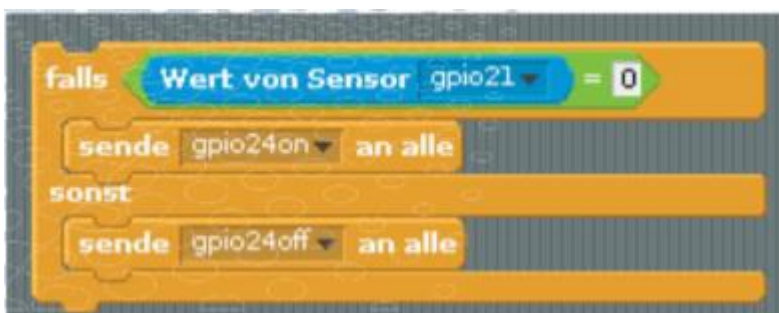 falls Wert von Sensor gpio21 = 0
sende gpio24on an alle
sonst
sende gpio24off an alle